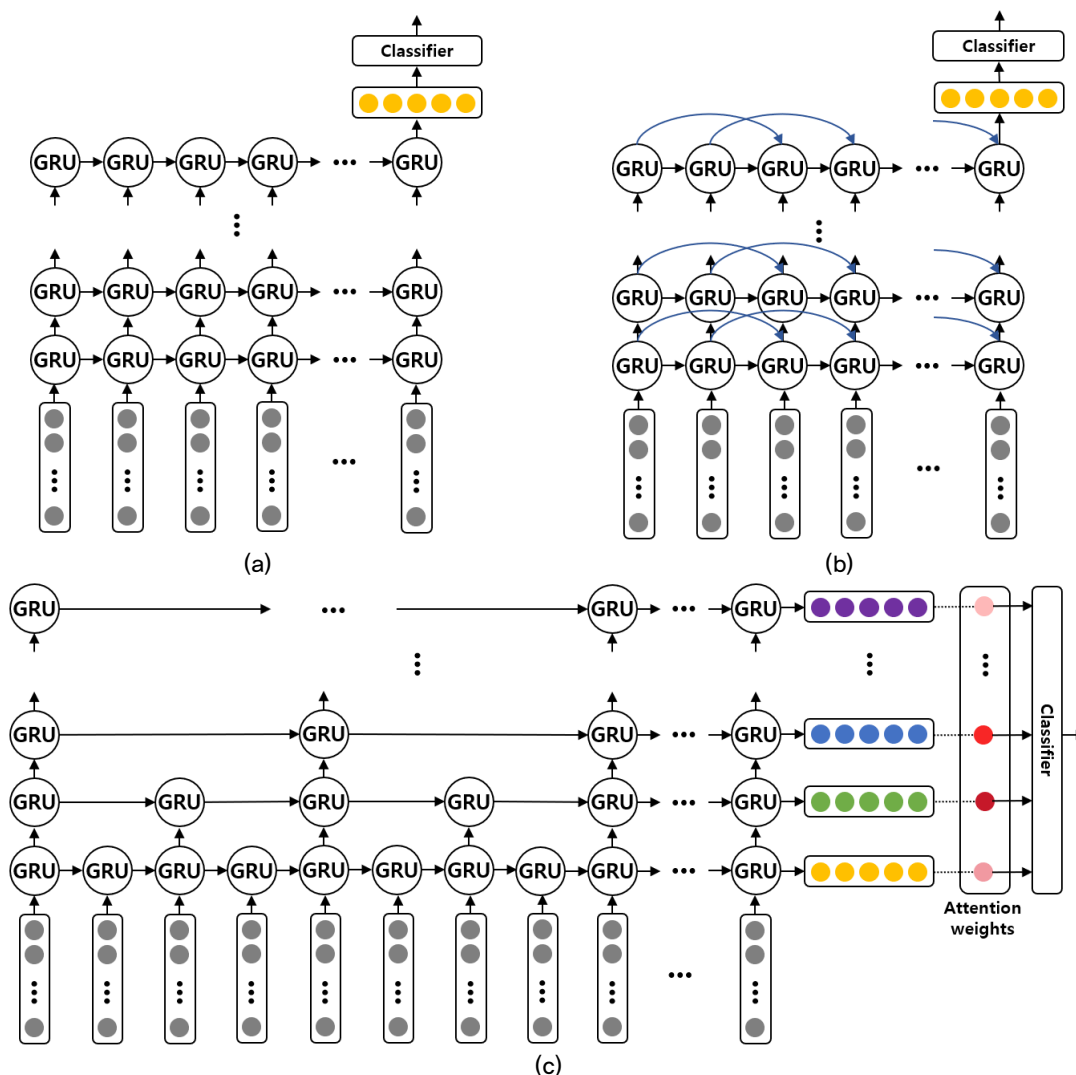 Classifier
GRU GRU GRU GRU ... GRU
...
GRU GRU GRU GRU ... GRU
GRU GRU GRU GRU ... GRU
...
(a)
Classifier
GRU GRU GRU GRU ... GRU
...
GRU GRU GRU GRU ... GRU
GRU GRU GRU GRU ... GRU
...
(b)
GRU ... GRU ... GRU
...
GRU GRU GRU ... GRU
GRU GRU GRU GRU GRU ... GRU
GRU GRU GRU GRU GRU GRU GRU GRU GRU ... GRU
...
Attention
weights
Classifier
(c)